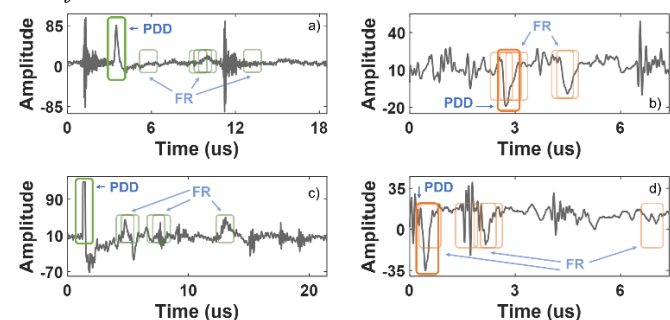 85
5
-85
Amplitude
PDD
FR
a)
0 6 12 18
Time (us)
40
10
-20
Amplitude
FR
PDD
b)
0 3 6
Time (us)
90
10
-70
Amplitude
PDD
FR
c)
0 10 20
Time (us)
35
0
-35
Amplitude
PDD
FR
d)
0 3 6
Time (us)